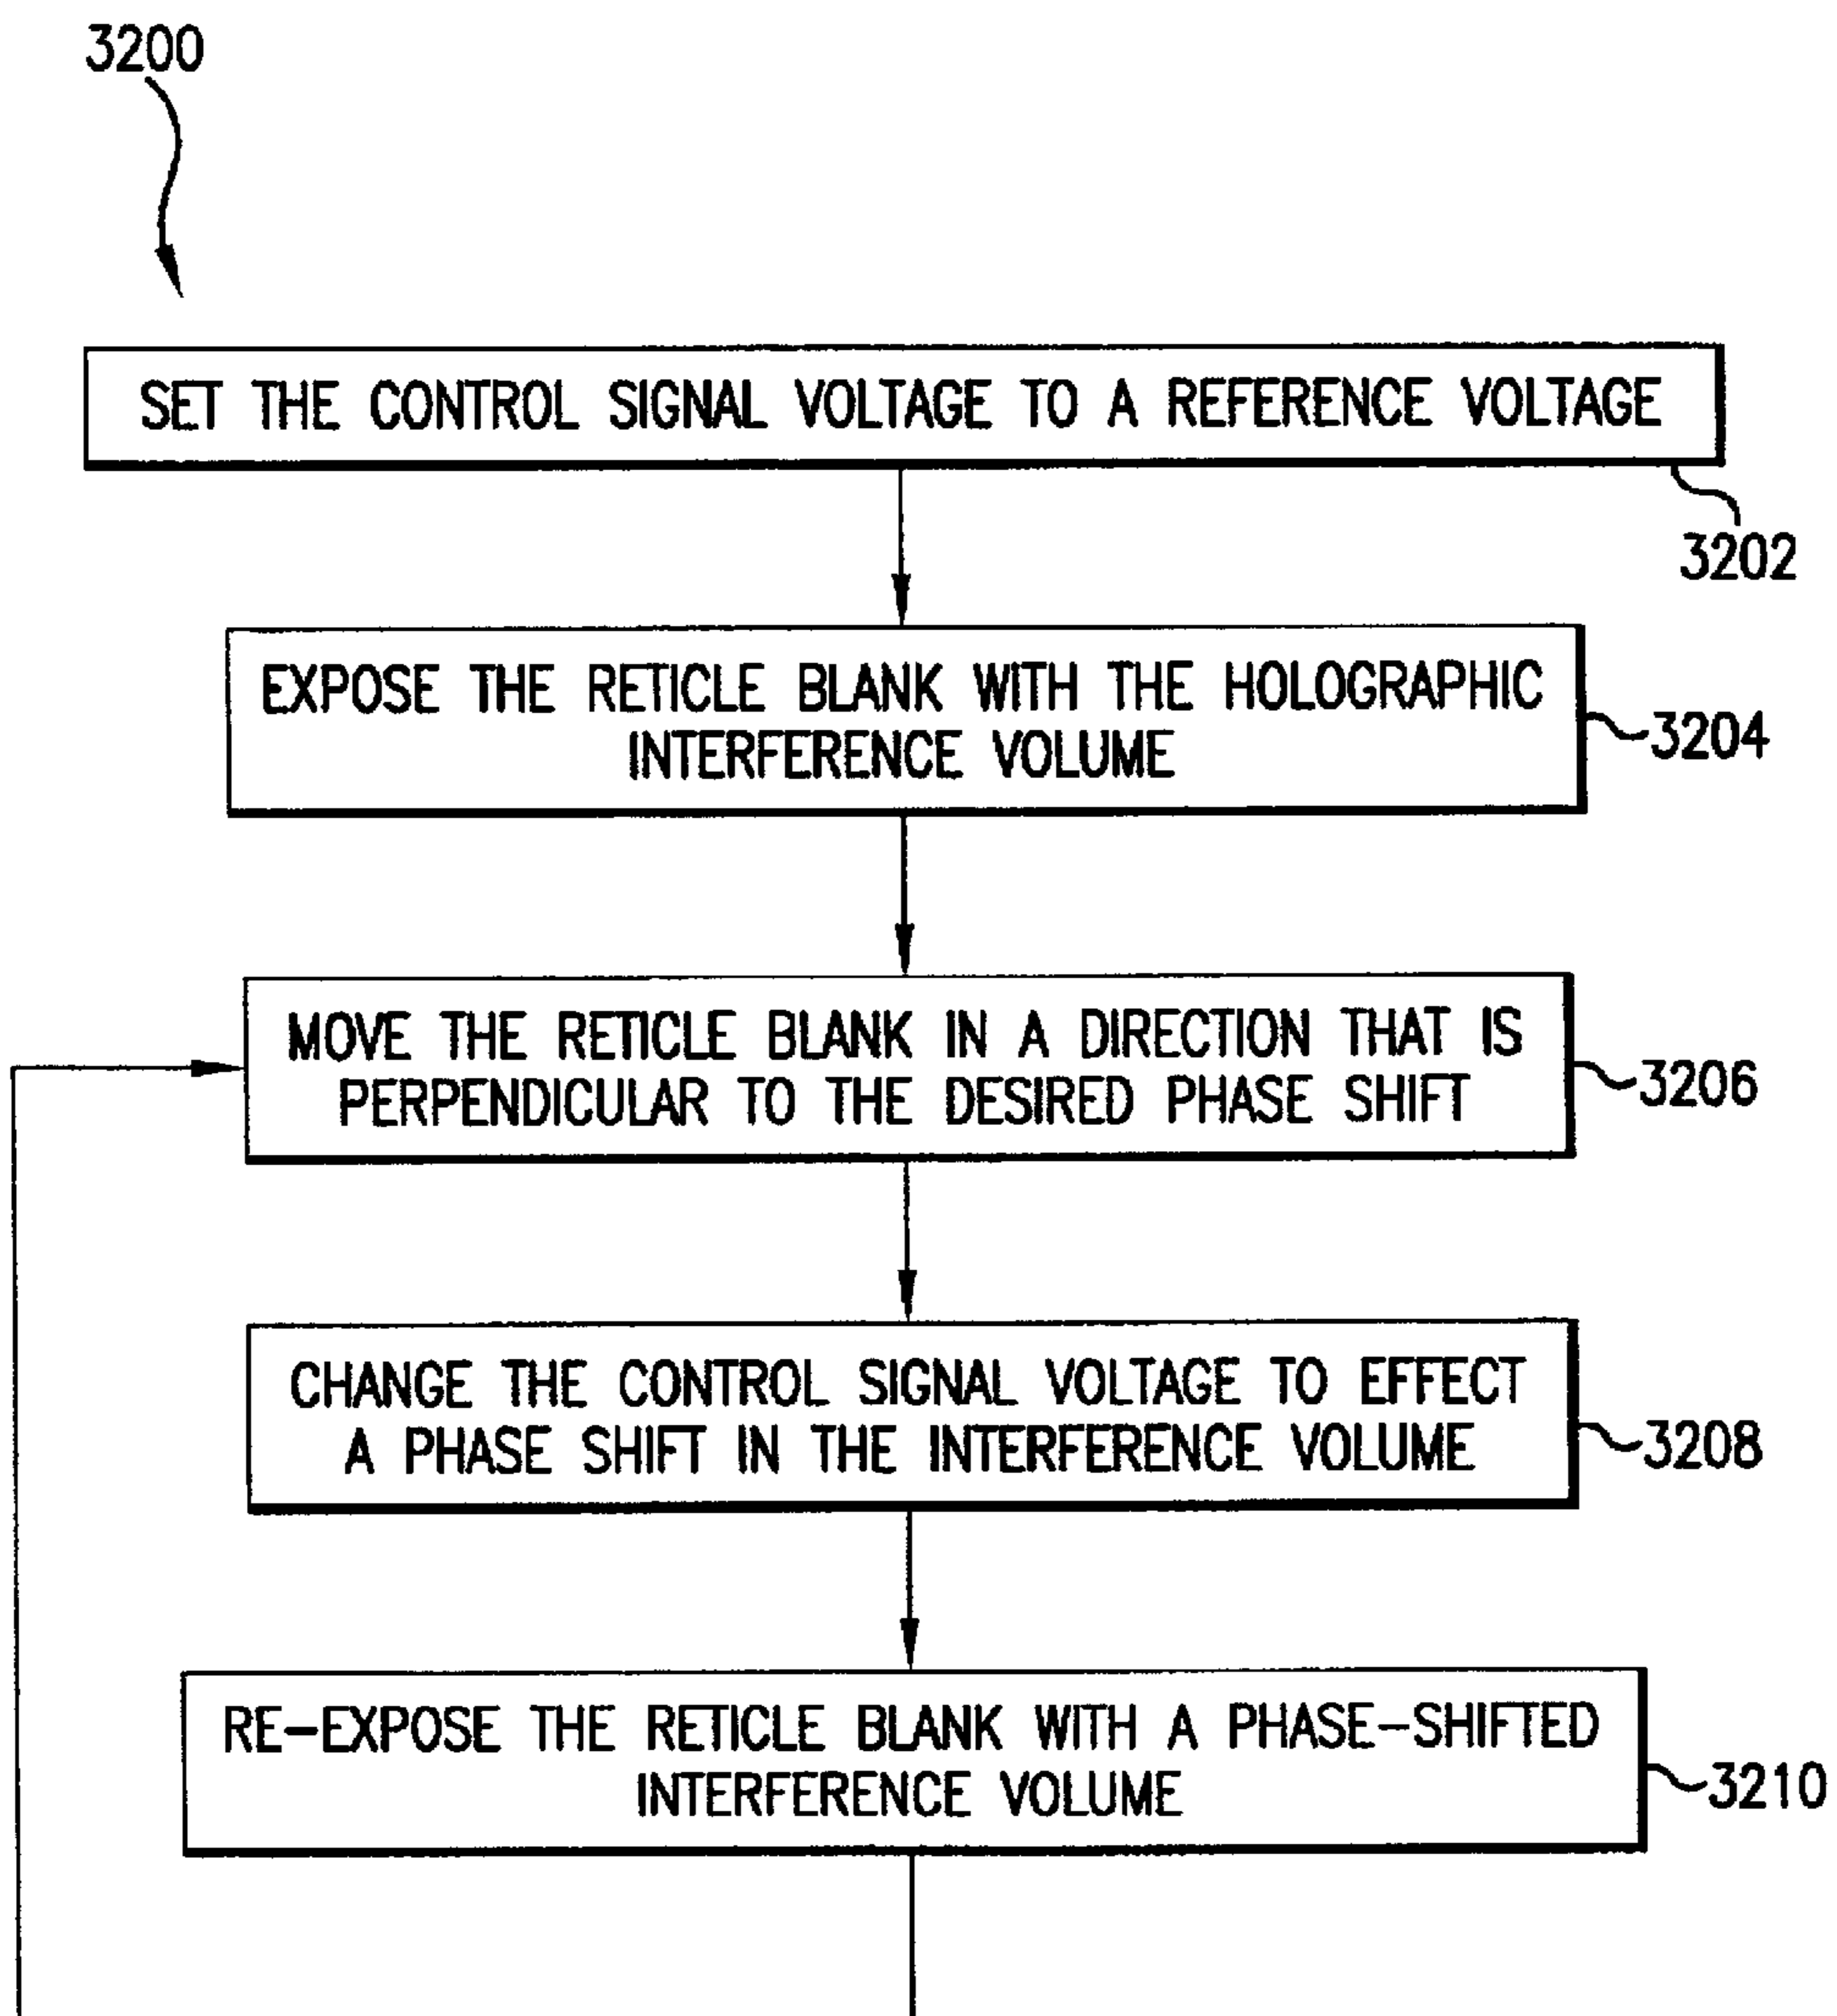 3200
SET THE CONTROL SIGNAL VOLTAGE TO A REFERENCE VOLTAGE
3202
EXPOSE THE RETICLE BLANK WITH THE HOLOGRAPHIC
INTERFERENCE VOLUME
3204
MOVE THE RETICLE BLANK IN A DIRECTION THAT IS
PERPENDICULAR TO THE DESIRED PHASE SHIFT
3206
CHANGE THE CONTROL SIGNAL VOLTAGE TO EFFECT
A PHASE SHIFT IN THE INTERFERENCE VOLUME
3208
RE-EXPOSE THE RETICLE BLANK WITH A PHASE-SHIFTED
INTERFERENCE VOLUME
3210